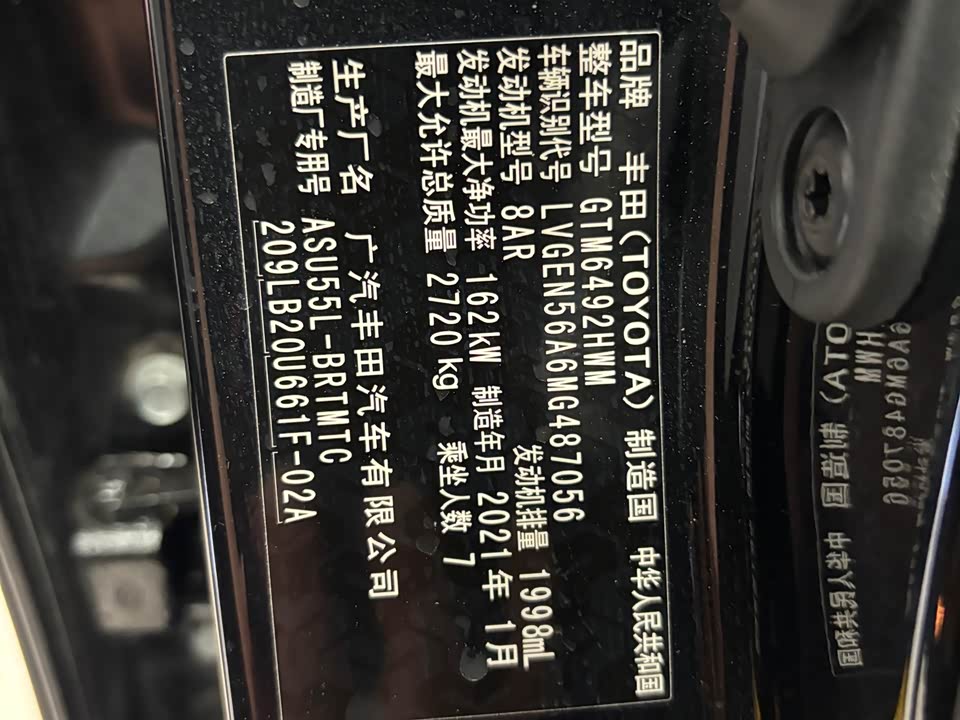 品牌 丰田(TOYOTA) 制造国 中华人民共和国
整车型号 GTM6492HWM
车辆识别代号 LVGEN56A6MG487056
发动机型号 8AR 发动机排量 1998mL
发动机最大净功率 162kW 制造年月 2021年 1月
最大允许总质量 2720kg 乘坐人数 7
生产厂名 广汽丰田汽车有限公司
制造厂专用号 ASU55L-BRTMTC
209LB20U661F-02A